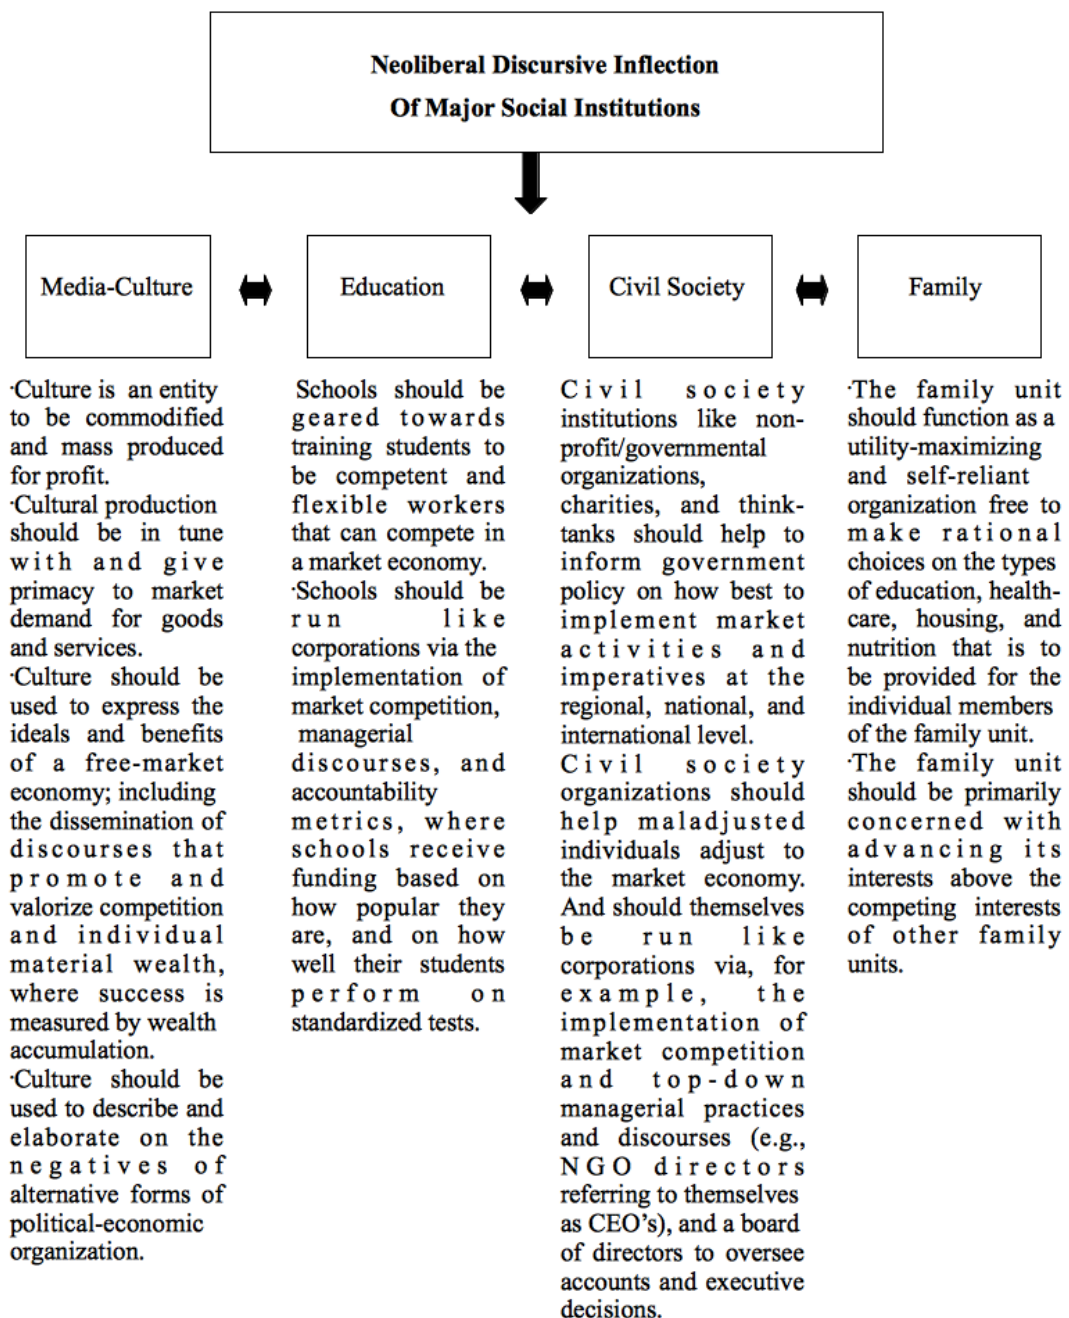 Neoliberal Discursive Inflection
Of Major Social Institutions
Media-Culture
Education
Civil Society
Family
·Culture is an entity
to be commodified
and mass produced
for profit.
·Cultural production
should be in tune
with and give
primacy to market
demand for goods
and services.
·Culture should be
used to express the
ideals and benefits
of a free-market
economy; including
the dissemination of
discourses that
promote and
valorize competition
and individual
material wealth,
where success is
measured by wealth
accumulation.
·Culture should be
used to describe and
elaborate on the
negatives of
alternative forms of
political-economic
organization.
Schools should be
geared towards
training students to
be competent and
flexible workers
that can compete in
a market economy.
·Schools should be
run like
corporations via the
implementation of
market competition,
managerial
discourses, and
accountability
metrics, where
schools receive
funding based on
how popular they
are, and on how
well their students
perform on
standardized tests.
Civil society
institutions like non-
profit/governmental
organizations,
charities, and think-
tanks should help to
inform government
policy on how best to
implement market
activities and
imperatives at the
regional, national, and
international level.
Civil society
organizations should
help maladjusted
individuals adjust to
the market economy.
And should themselves
be run like
corporations via, for
example, the
implementation of
market competition
and top-down
managerial practices
and discourses (e.g.,
NGO directors
referring to themselves
as CEO's), and a board
of directors to oversee
accounts and executive
decisions.
·The family unit
should function as a
utility-maximizing
and self-reliant
organization free to
make rational
choices on the types
of education, health-
care, housing, and
nutrition that is to
be provided for the
individual members
of the family unit.
·The family unit
should be primarily
concerned with
advancing its
interests above the
competing interests
of other family
units.